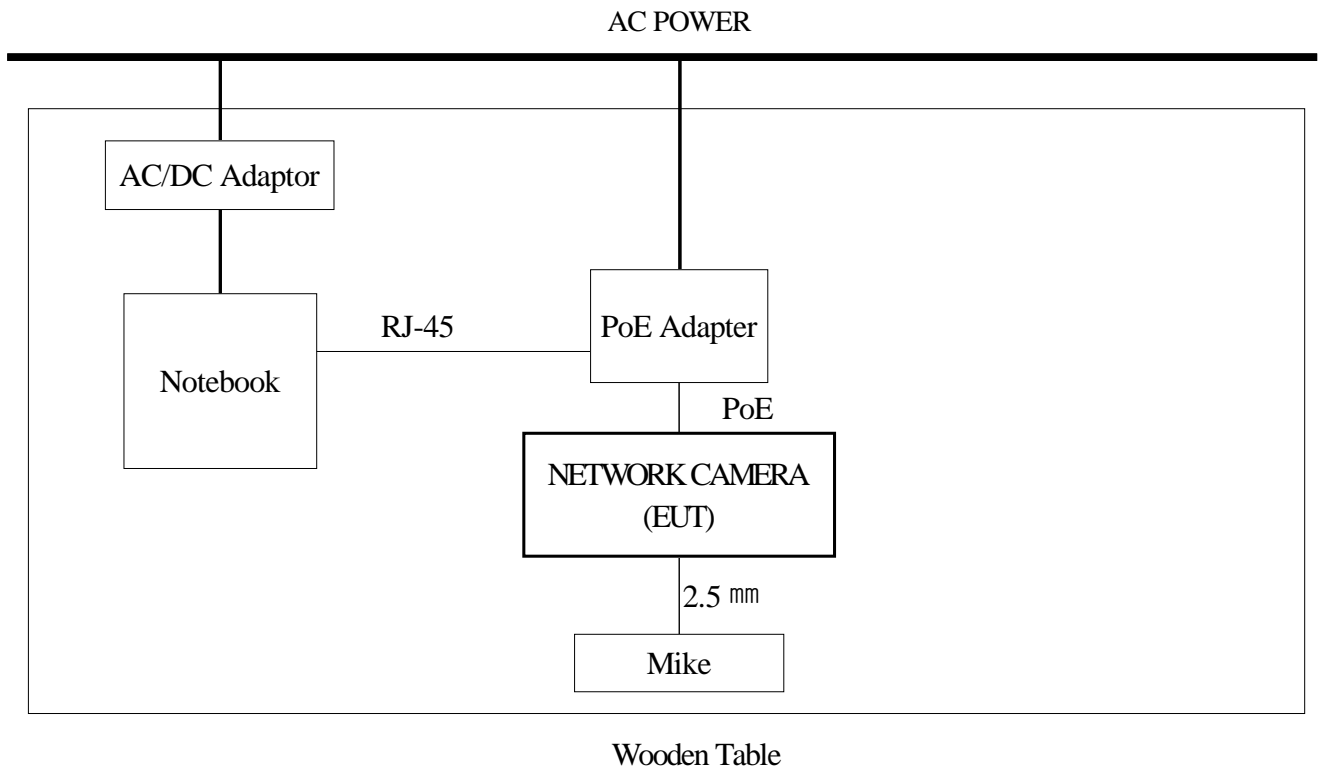 AC POWER
AC/DC Adaptor
RJ-45
PoE Adapter
Notebook
PoE
NETWORK CAMERA
(EUT)
2.5 ㎜
Mike
Wooden Table